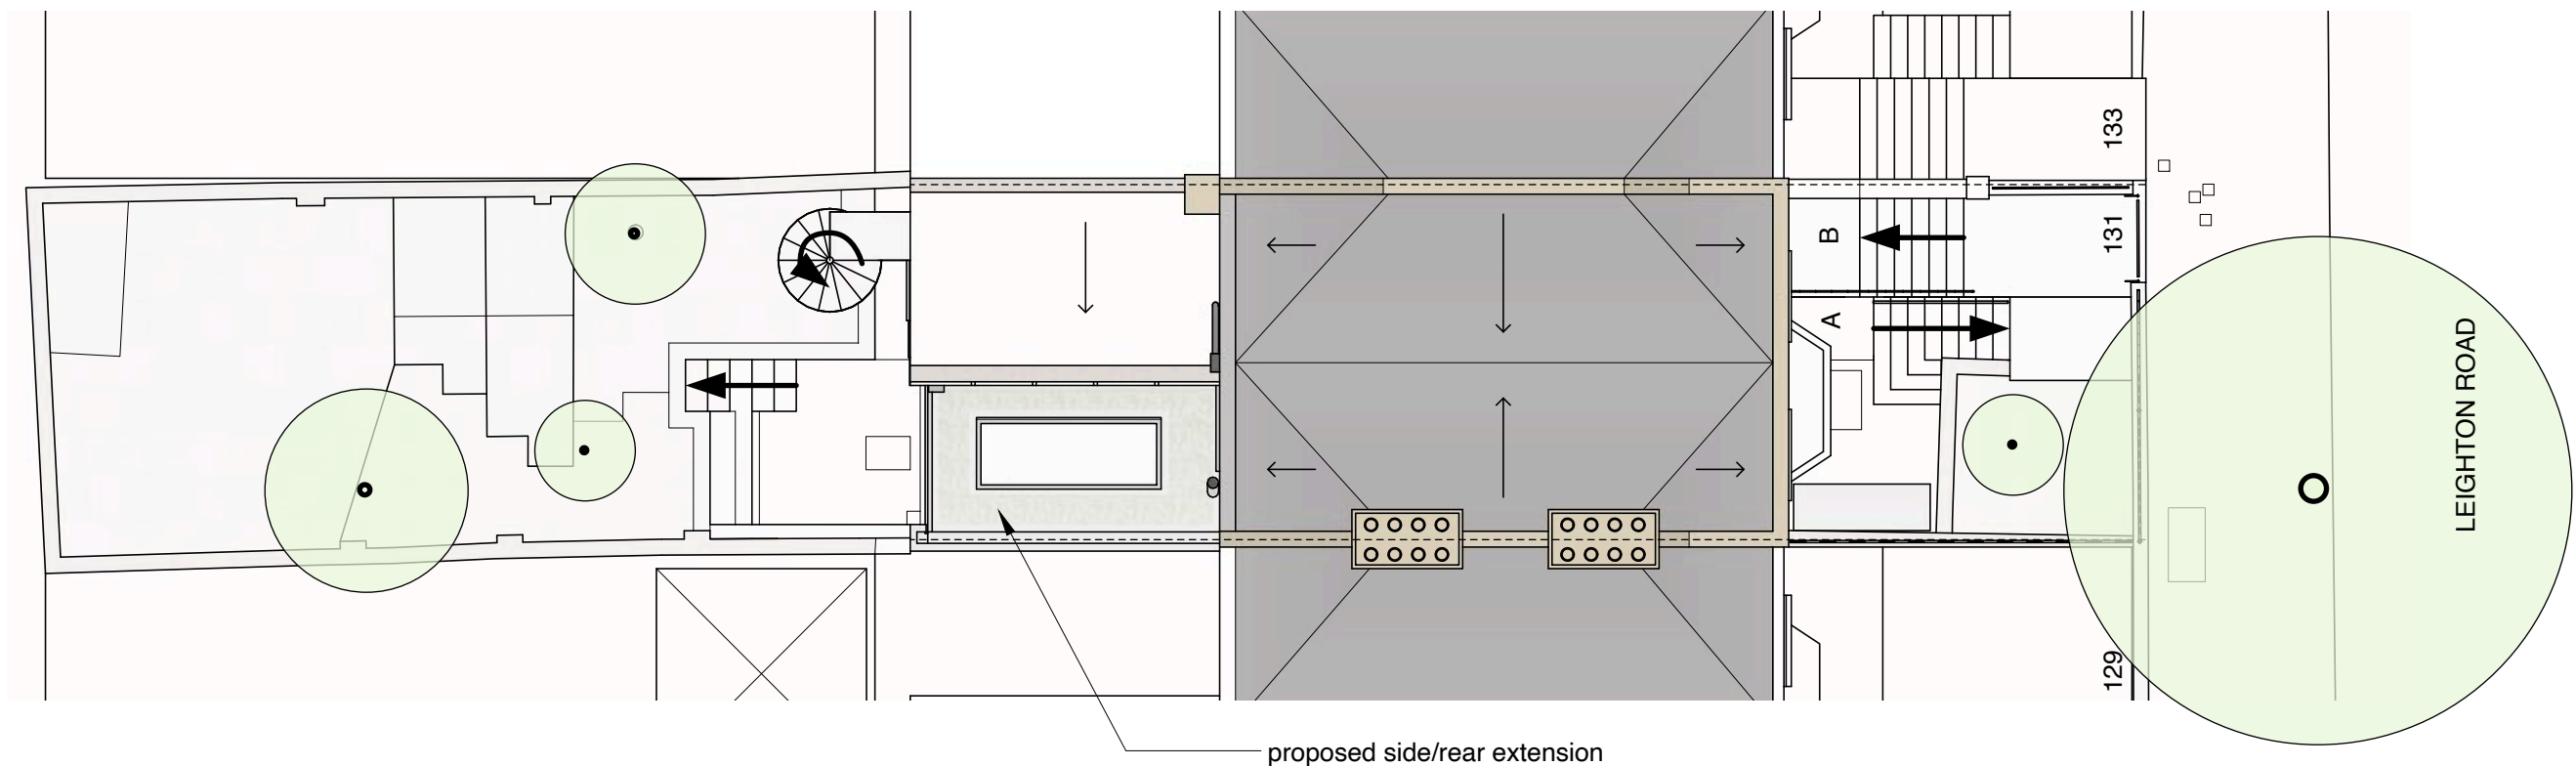 133
131
B
A
129
LEIGHTON ROAD
proposed side/rear extension